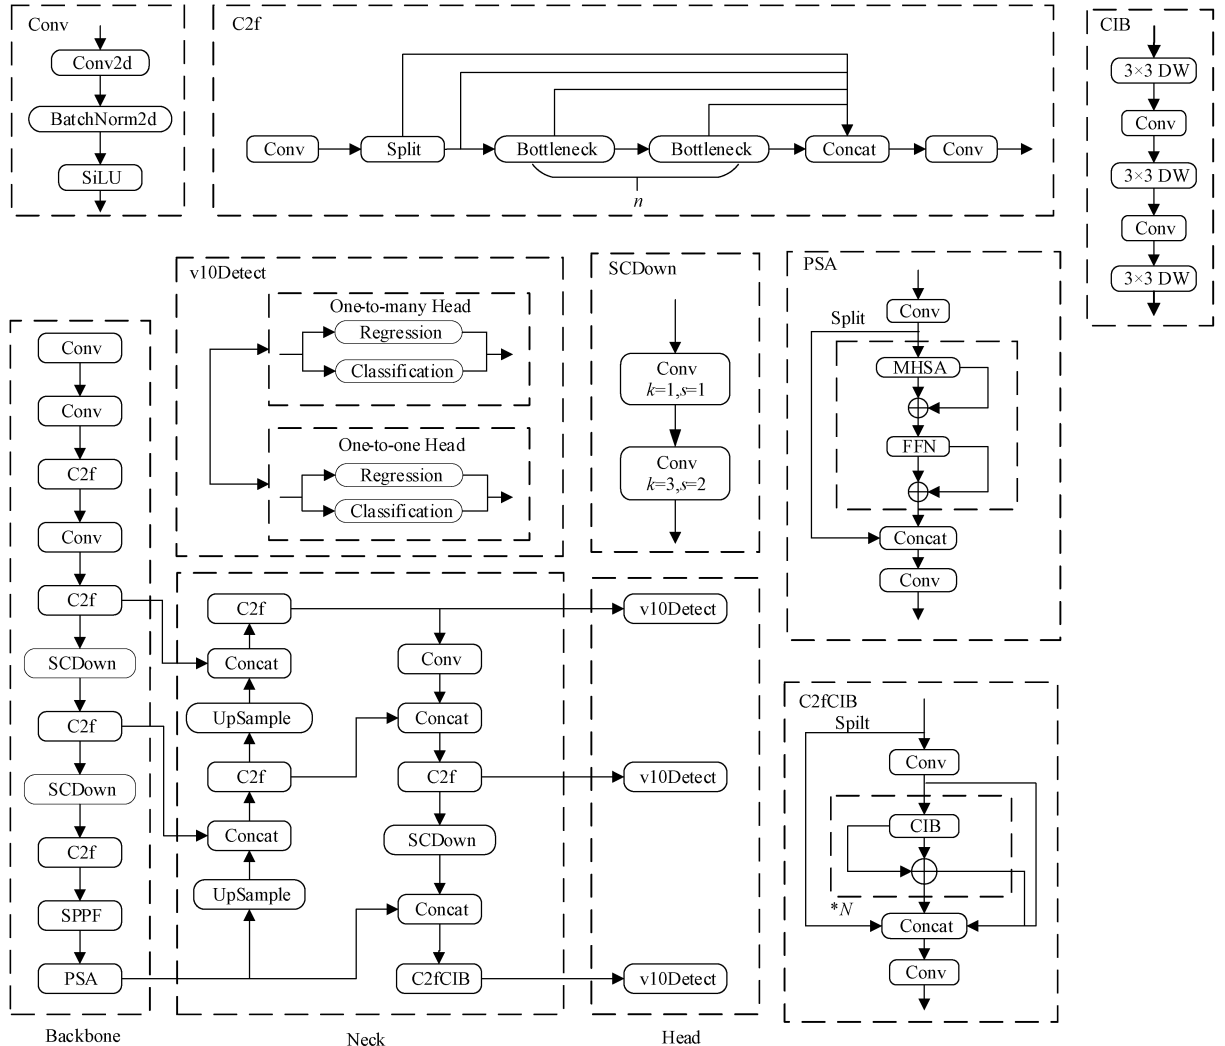 Conv
Conv2d
BatchNorm2d
SiLU
C2f
Conv
Split
Bottleneck
Bottleneck
Concat
Conv
n
CIB
3×3 DW
Conv
3×3 DW
Conv
3×3 DW
v10Detect
One-to-many Head
Regression
Classification
One-to-one Head
Regression
Classification
SCDown
Conv
k=1,s=1
Conv
k=3,s=2
PSA
Conv
Split
MHSA
FFN
Concat
Conv
Conv
Conv
C2f
Conv
C2f
SCDown
C2f
SCDown
C2f
SPPF
PSA
Backbone
C2f
Concat
UpSample
C2f
Concat
UpSample
Conv
Concat
C2f
SCDown
Concat
C2fCIB
Neck
v10Detect
v10Detect
v10Detect
Head
C2fCIB
Spilt
Conv
CIB
*N
Concat
Conv